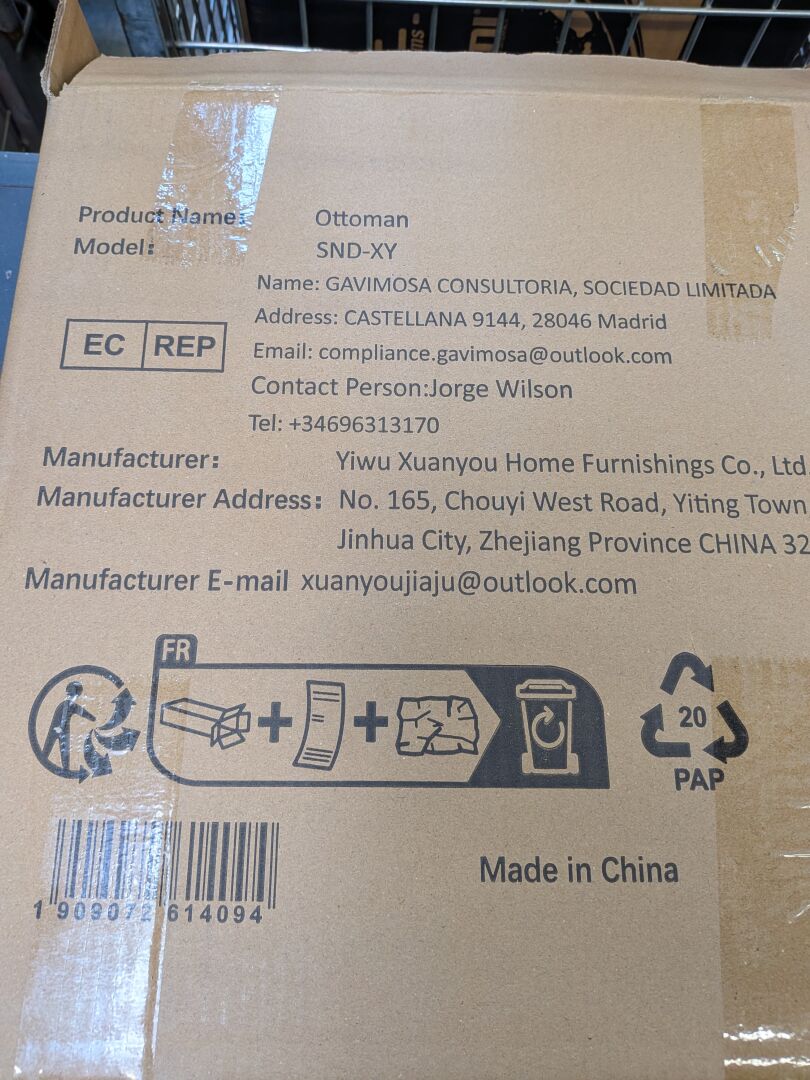 Product Name: Ottoman
Model: SND-XY
Name: GAVIMOSA CONSULTORIA, SOCIEDAD LIMITADA
Address: CASTELLANA 9144, 28046 Madrid
EC REP
Email: compliance.gavimosa@outlook.com
Contact Person:Jorge Wilson
Tel: +34696313170
Manufacturer: Yiwu Xuanyou Home Furnishings Co., Ltd
Manufacturer Address: No. 165, Chouyi West Road, Yiting Town
Jinhua City, Zhejiang Province CHINA 32
Manufacturer E-mail xuanyoujiaju@outlook.com
FR
20
PAP
Made in China
1 909072 614094